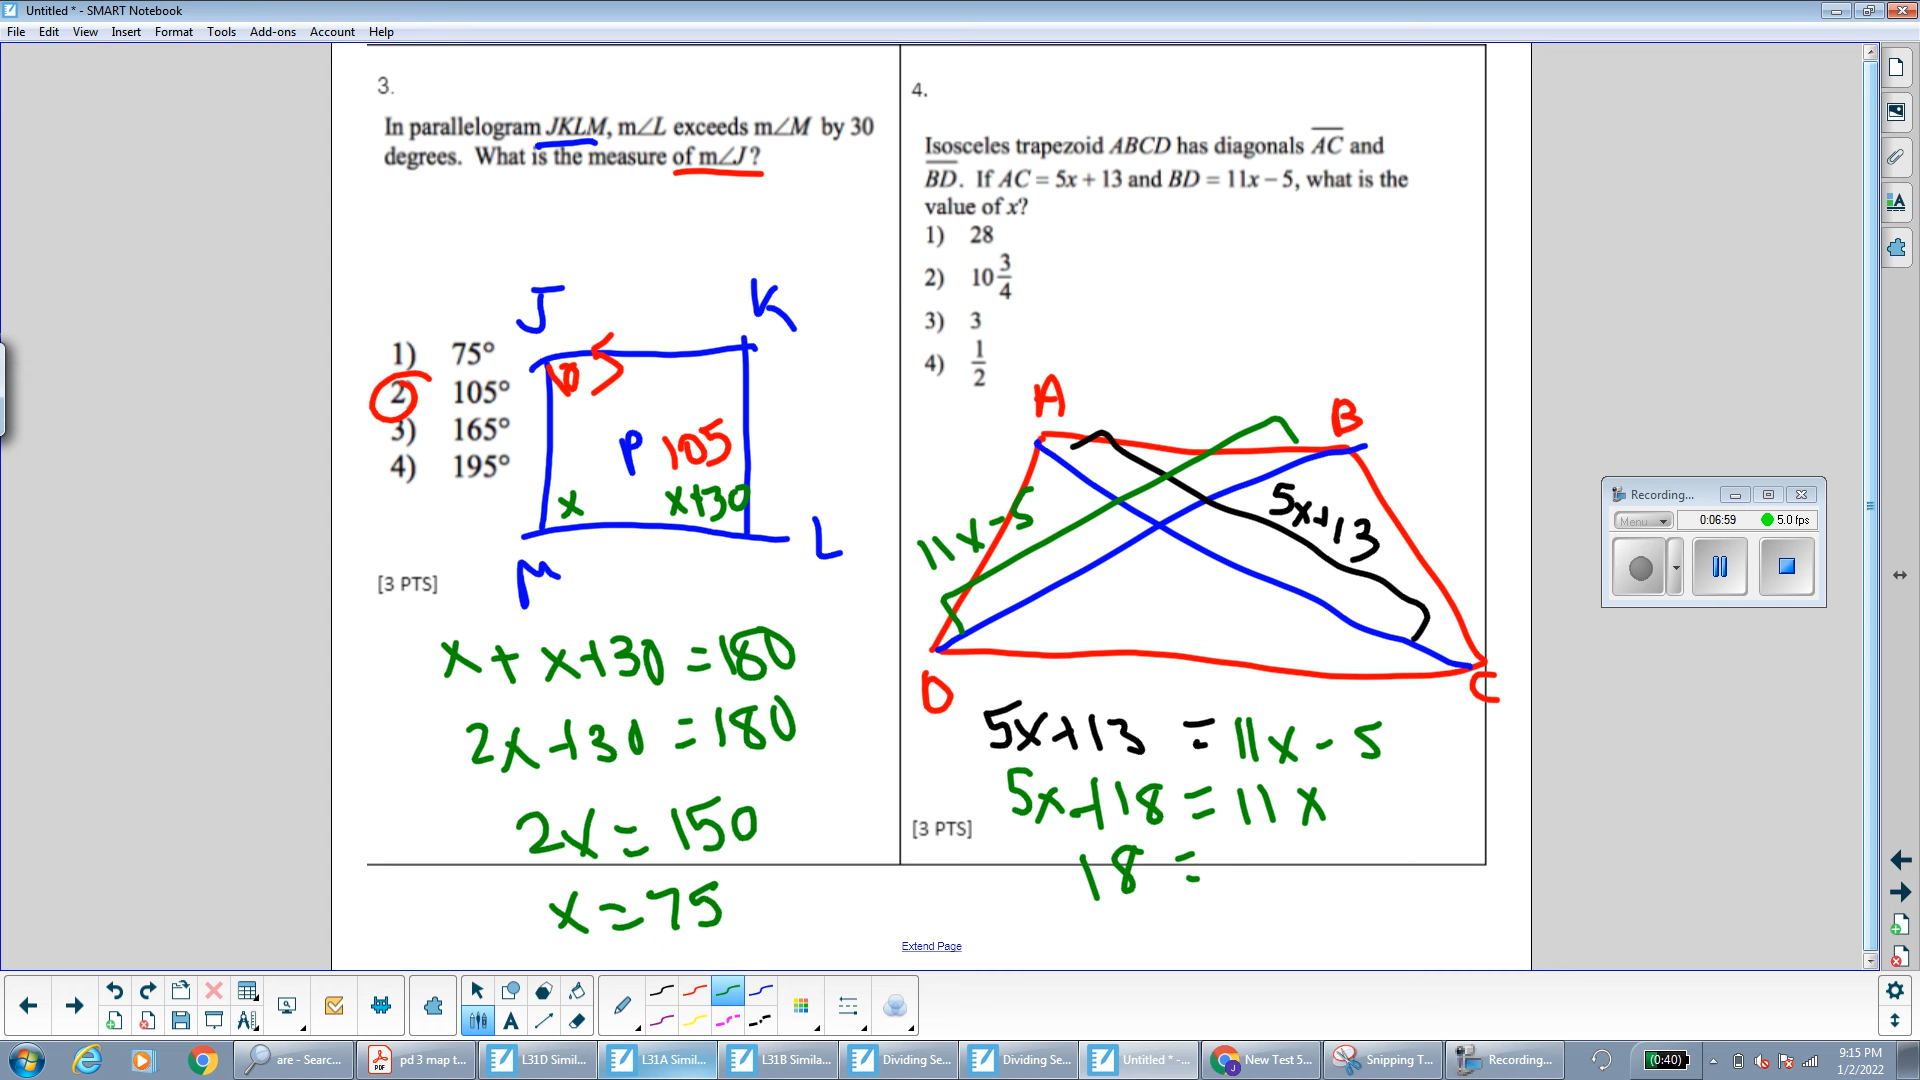 Untitled * - SMART Notebook
File Edit View Insert Format Tools Add-ons Account Help
3.
In parallelogram JKLM, m∠L exceeds m∠M by 30
degrees. What is the measure of m∠J?
J
K
1) 75°
2) 105°
3) 165°
4) 195°
P 105
x x+30
M
L
[3 PTS]
x + x+30 = 180
2x+30 = 180
2x = 150
x = 75
4.
Isosceles trapezoid ABCD has diagonals AC and
BD. If AC = 5x + 13 and BD = 11x − 5, what is the
value of x?
1) 28
2) 10 3/4
3) 3
4) 1/2
A
B
11x-5
5x+13
D
C
5x+13 = 11x - 5
5x+18 = 11x
[3 PTS]
18 =
Extend Page
Recording...
Menu
0:06:59
5.0 fps
are - Searc...
pd 3 map t...
L31D Simil...
L31A Simil...
L31B Simila...
Dividing Se...
Dividing Se...
Untitled * -...
New Test 5...
Snipping T...
Recording...
(0:40)
9:15 PM
1/2/2022